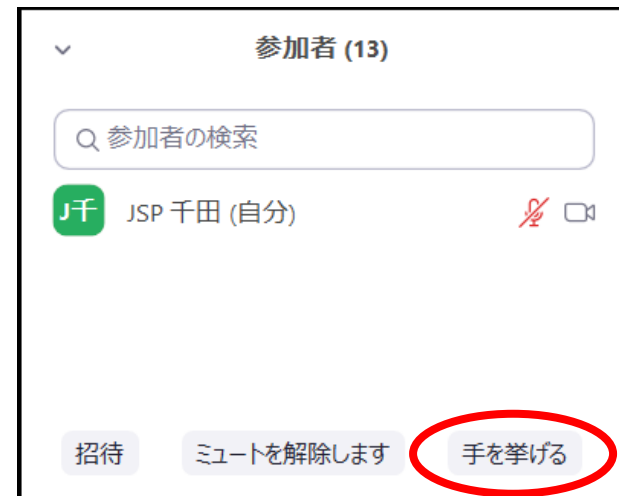 参加者 (13)
参加者の検索
J千 JSP 千田 (自分)
招待 ミュートを解除します 手を挙げる